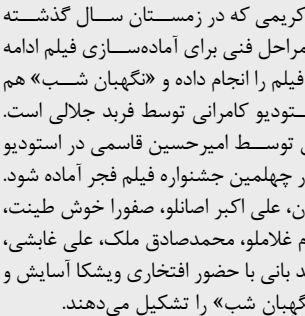 کریمی که در زمستان سال گذشته
مراحل فنی برای آماده‌سازی فیلم ادامه
فیلم را انجام داده و «نگهبان شب» هم
ستودیو کامرانی توسط فربد جلالی است.
توسط امیرحسین قاسمی در استودیو
ر چهلمین جشنواره فیلم فجر آماده شود.
ن، علی اکبر اصانلو، صفورا خوش طینت،
م غلاملو، محمدصادق ملک، علی غابشی،
د بانی با حضور افتخاری ویشکا آسایش و
گهبان شب» را تشکیل می‌دهند.